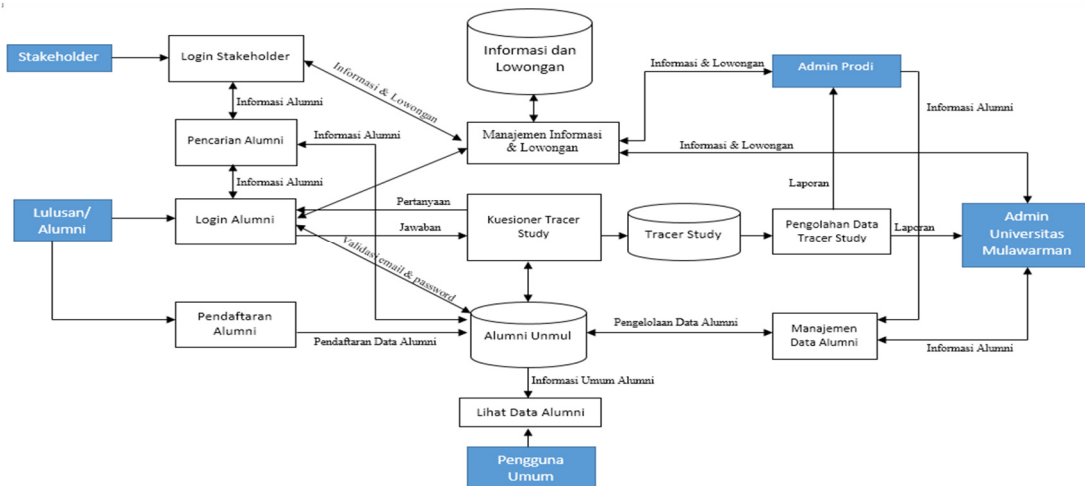 Stakeholder
Login Stakeholder
Informasi dan
Lowongan
Admin Prodi
Informasi & Lowongan
Informasi & Lowongan
Informasi Alumni
Informasi Alumni
Pencarian Alumni
Informasi Alumni
Manajemen Informasi
& Lowongan
Informasi & Lowongan
Informasi Alumni
Laporan
Lulusan/
Alumni
Login Alumni
Pertanyaan
Jawaban
Kuesioner Tracer
Study
Tracer Study
Pengolahan Data
Tracer Study
Laporan
Admin
Universitas
Mulawarman
Validasi email & password
Pendaftaran
Alumni
Pendaftaran Data Alumni
Alumni Unmul
Pengelolaan Data Alumni
Manajemen
Data Alumni
Informasi Alumni
Informasi Umum Alumni
Lihat Data Alumni
Pengguna
Umum